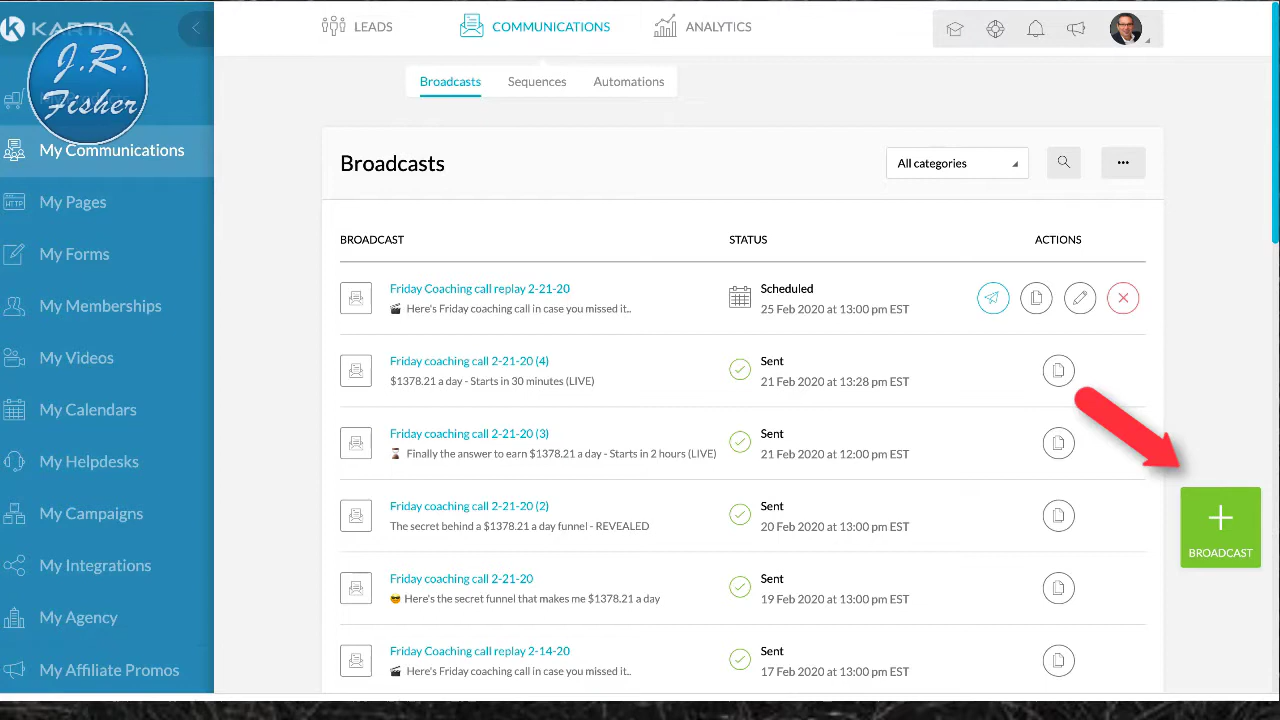 KARTRA
J.R.
Fisher
My Communications
HTTP
My Pages
My Forms
My Memberships
My Videos
My Calendars
My Helpdesks
My Campaigns
My Integrations
My Agency
My Affiliate Promos
LEADS
COMMUNICATIONS
ANALYTICS
Broadcasts
Sequences
Automations
Broadcasts
All categories
BROADCAST
STATUS
ACTIONS
Friday Coaching call replay 2-21-20
Here's Friday coaching call in case you missed it..
Scheduled
25 Feb 2020 at 13:00 pm EST
Friday coaching call 2-21-20 (4)
$1378.21 a day - Starts in 30 minutes (LIVE)
Sent
21 Feb 2020 at 13:28 pm EST
Friday coaching call 2-21-20 (3)
Finally the answer to earn $1378.21 a day - Starts in 2 hours (LIVE)
Sent
21 Feb 2020 at 12:00 pm EST
Friday coaching call 2-21-20 (2)
The secret behind a $1378.21 a day funnel - REVEALED
Sent
20 Feb 2020 at 13:00 pm EST
Friday coaching call 2-21-20
Here's the secret funnel that makes me $1378.21 a day
Sent
19 Feb 2020 at 13:00 pm EST
Friday Coaching call replay 2-14-20
Here's Friday coaching call in case you missed it..
Sent
17 Feb 2020 at 13:00 pm EST
BROADCAST